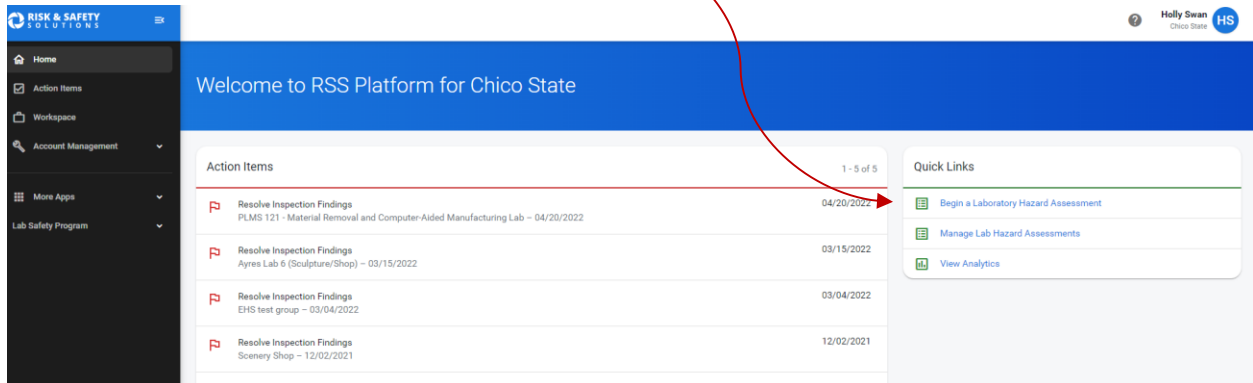 RISK & SAFETY
SOLUTIONS
Holly Swan
Chico State
HS
Home
Action Items
Workspace
Account Management
More Apps
Lab Safety Program
Welcome to RSS Platform for Chico State
Action Items
1 - 5 of 5
Resolve Inspection Findings
04/20/2022
PLMS 121 - Material Removal and Computer-Aided Manufacturing Lab – 04/20/2022
Resolve Inspection Findings
03/15/2022
Ayres Lab 6 (Sculpture/Shop) – 03/15/2022
Resolve Inspection Findings
03/04/2022
EHS test group – 03/04/2022
Resolve Inspection Findings
12/02/2021
Scenery Shop – 12/02/2021
Quick Links
Begin a Laboratory Hazard Assessment
Manage Lab Hazard Assessments
View Analytics